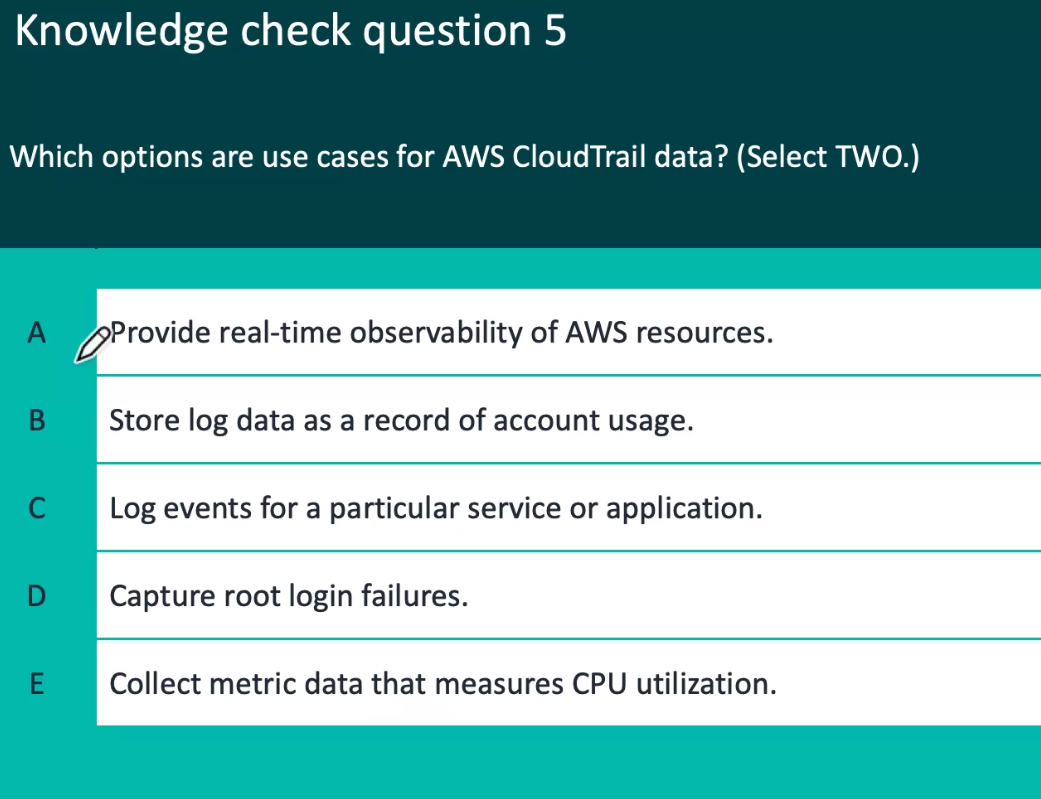 Knowledge check question 5
Which options are use cases for AWS CloudTrail data? (Select TWO.)
A Provide real-time observability of AWS resources.
B Store log data as a record of account usage.
C Log events for a particular service or application.
D Capture root login failures.
E Collect metric data that measures CPU utilization.